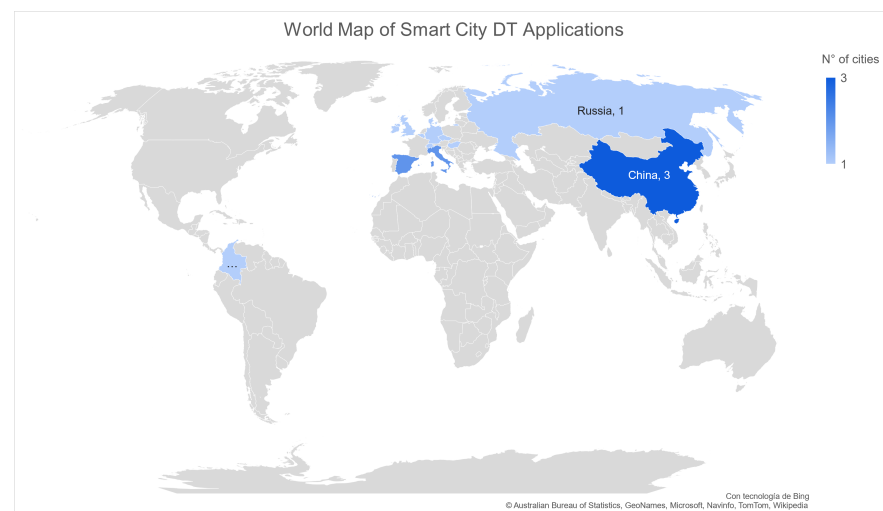 World Map of Smart City DT Applications
N° of cities
3
1
Russia, 1
China, 3
...
Con tecnología de Bing
© Australian Bureau of Statistics, GeoNames, Microsoft, Navinfo, TomTom, Wikipedia